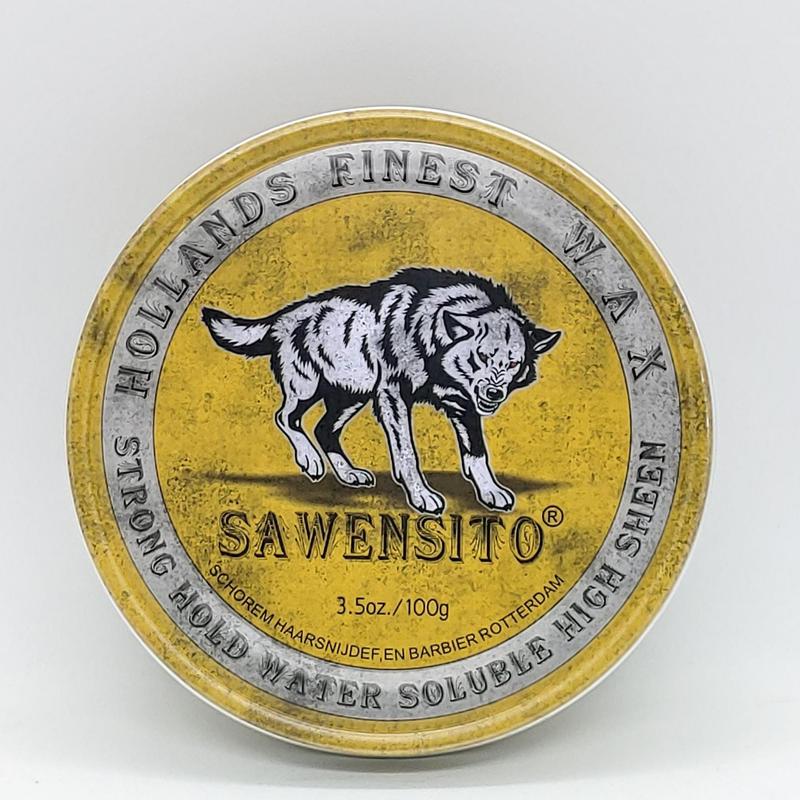 HOLLANDS FINEST WAX
SAWENSITO®
3.5oz./100g
SCHOREM HAARSNIJDEF,EN BARBIER ROTTERDAM
STRONG HOLD WATER SOLUBLE HIGH SHEEN